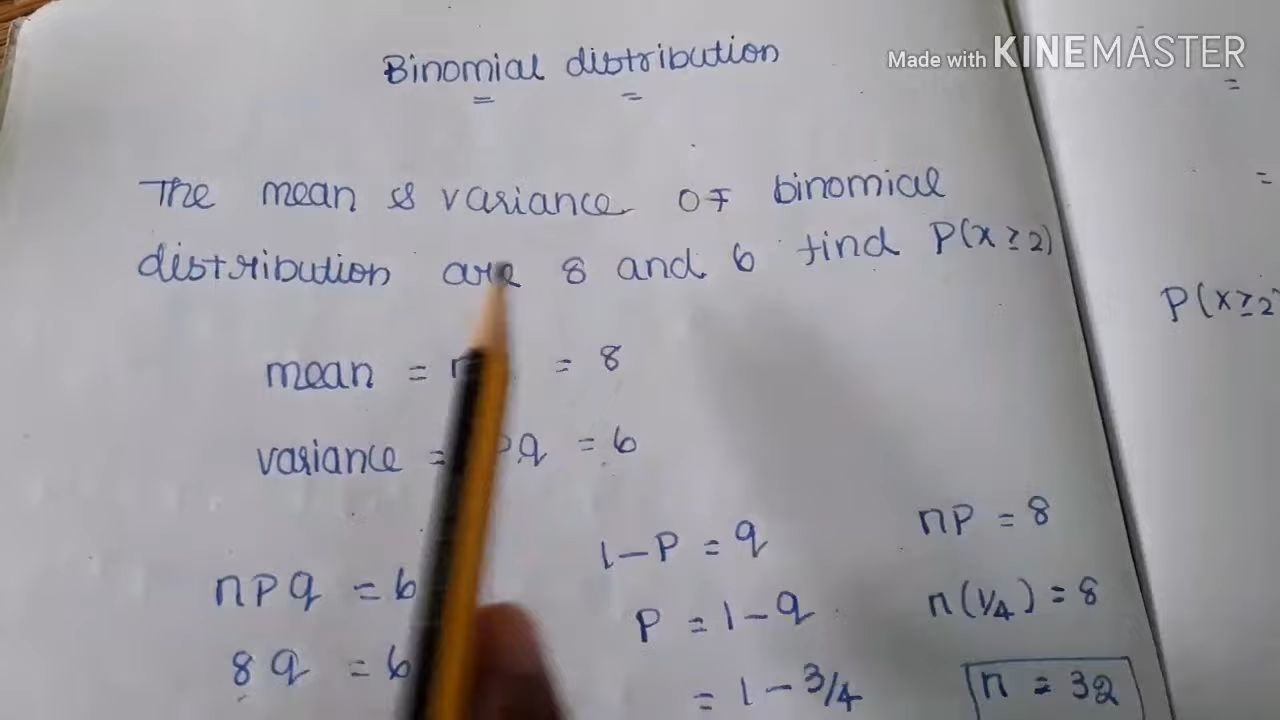 Made with KINEMASTER
Binomial distribution
=
=
The mean & variance of binomial
distribution are 8 and 6 find P(x ≥ 2)
P(x ≥ 2)
mean = = 8
variance = Pq = 6
1 - P = q
nP = 8
nPq = 6
P = 1 - q
n(1/4) = 8
8q = 6
= 1 - 3/4
n = 32